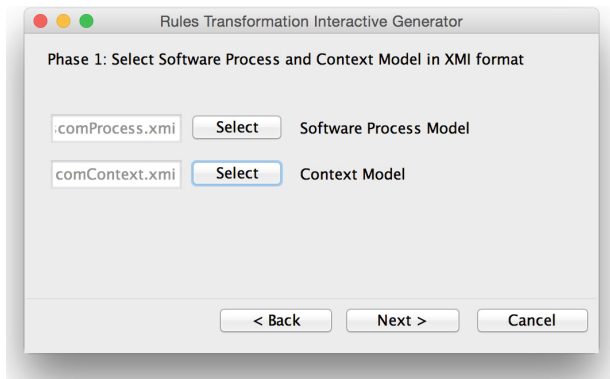 Rules Transformation Interactive Generator
Phase 1: Select Software Process and Context Model in XMI format
comProcess.xmi Select Software Process Model
comContext.xmi Select Context Model
< Back Next > Cancel